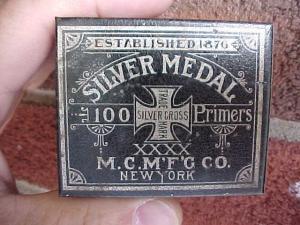 ESTABLISHED 1870
SILVER MEDAL
100 Primers
TRADE
SILVER CROSS
MARK
XXXX
M.C.M'F'G CO.
NEW YORK